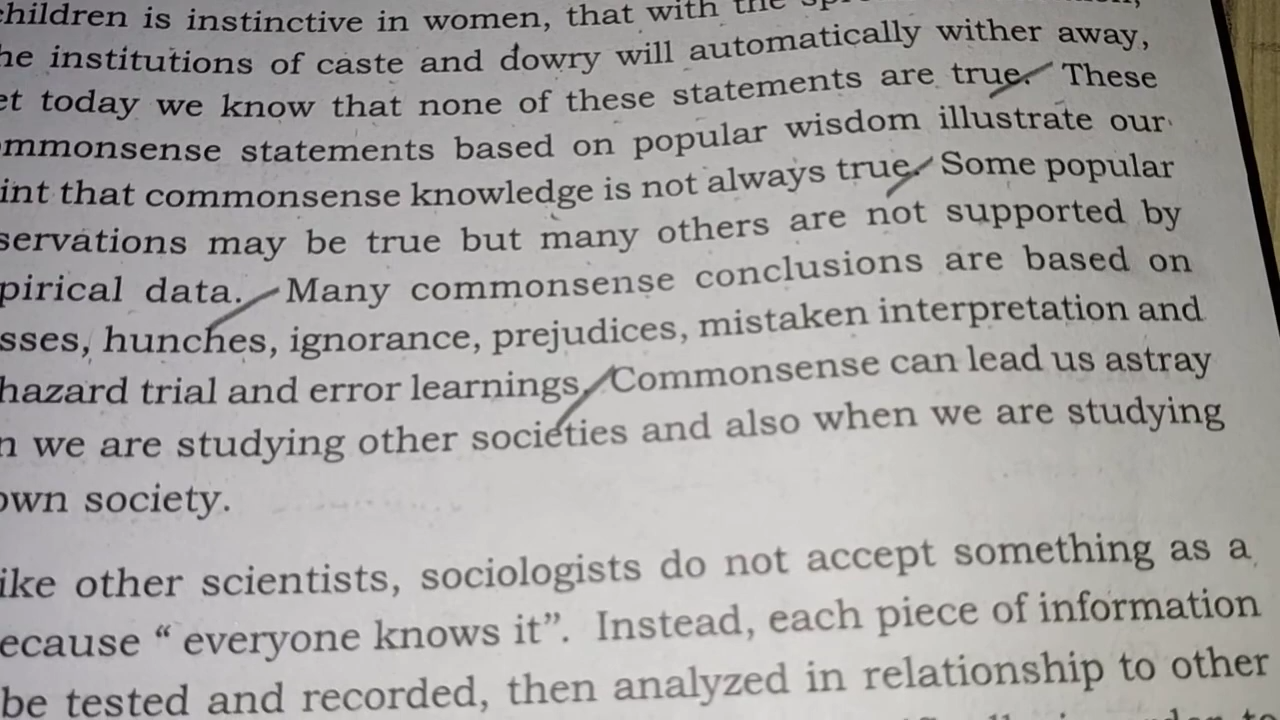 children is instinctive in women, that with the
he institutions of caste and dowry will automatically wither away,
et today we know that none of these statements are true. These
mmonsense statements based on popular wisdom illustrate our
int that commonsense knowledge is not always true. Some popular
servations may be true but many others are not supported by
pirical data. Many commonsense conclusions are based on
sses, hunches, ignorance, prejudices, mistaken interpretation and
hazard trial and error learnings. Commonsense can lead us astray
n we are studying other societies and also when we are studying
own society.
ike other scientists, sociologists do not accept something as a
ecause “ everyone knows it”. Instead, each piece of information
be tested and recorded, then analyzed in relationship to other